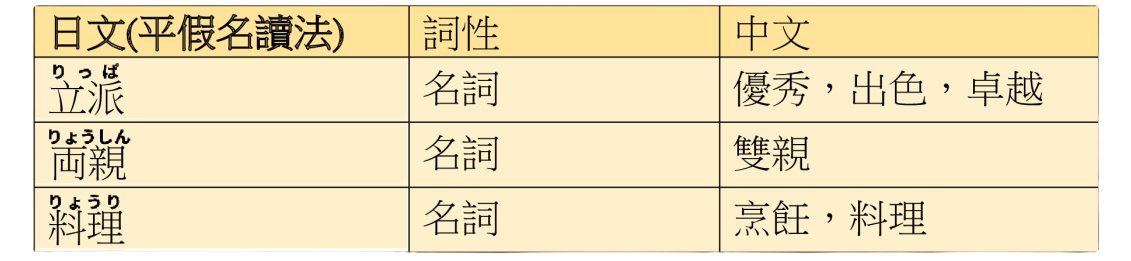 日文(平假名讀法) 詞性 中文
りっぱ
立派 名詞 優秀，出色，卓越
りょうしん
両親 名詞 雙親
りょうり
料理 名詞 烹飪，料理